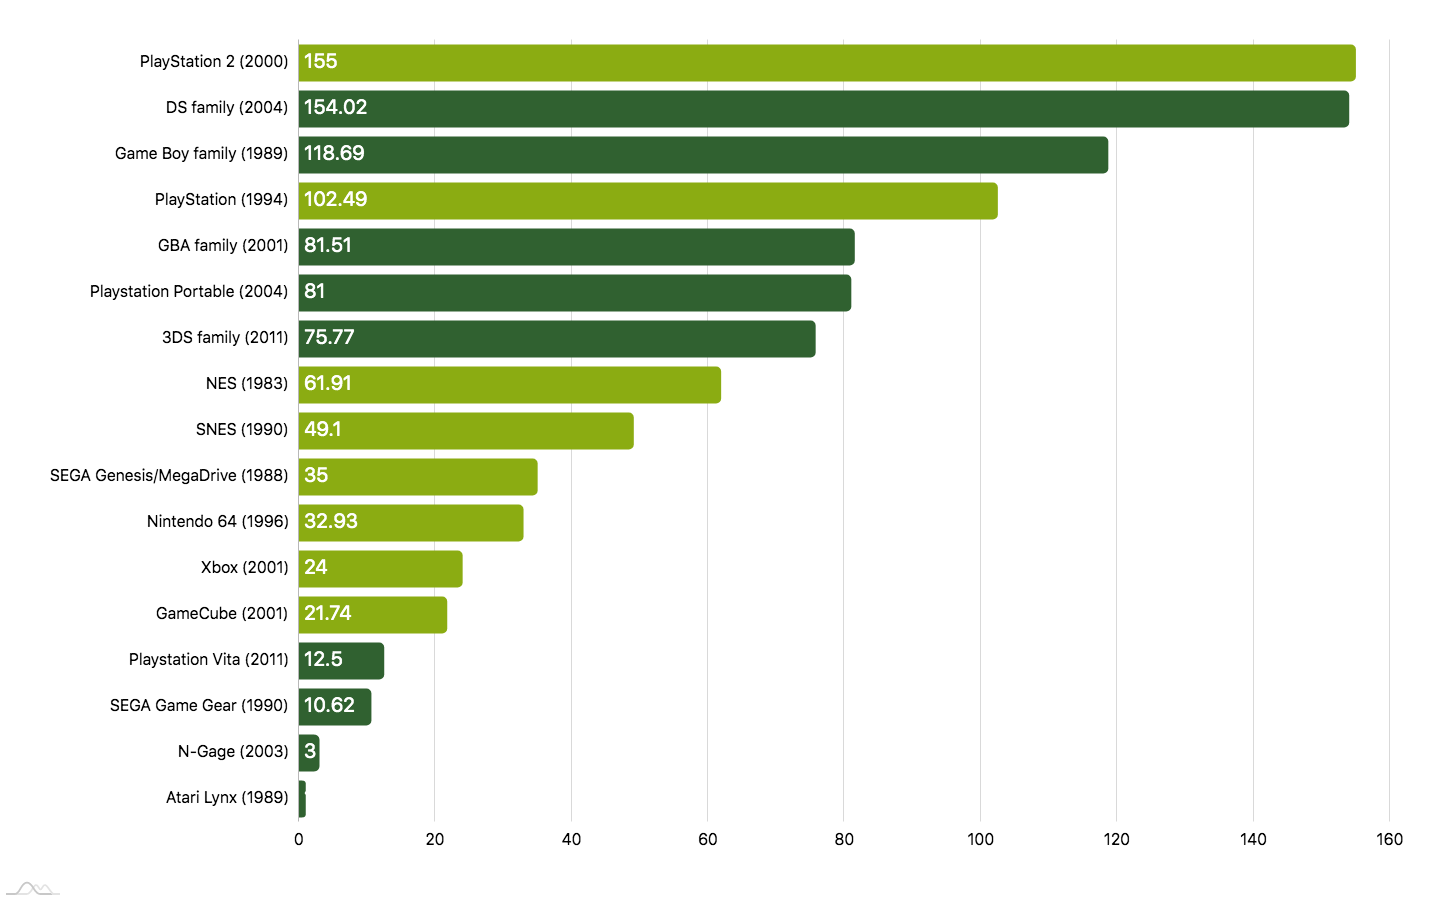 PlayStation 2 (2000) 155
DS family (2004) 154.02
Game Boy family (1989) 118.69
PlayStation (1994) 102.49
GBA family (2001) 81.51
Playstation Portable (2004) 81
3DS family (2011) 75.77
NES (1983) 61.91
SNES (1990) 49.1
SEGA Genesis/MegaDrive (1988) 35
Nintendo 64 (1996) 32.93
Xbox (2001) 24
GameCube (2001) 21.74
Playstation Vita (2011) 12.5
SEGA Game Gear (1990) 10.62
N-Gage (2003) 3
Atari Lynx (1989)
0 20 40 60 80 100 120 140 160